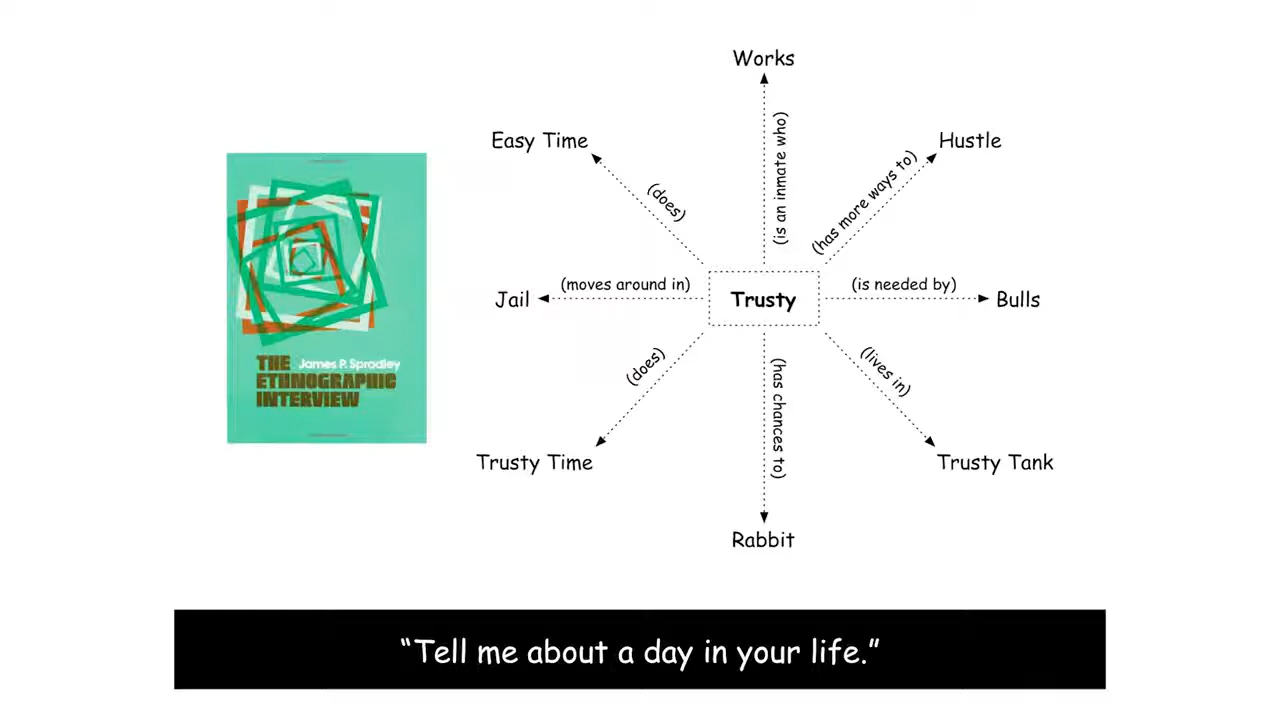 Works
Easy Time
Hustle
(is an inmate who)
(has more ways to)
(does)
Jail
(moves around in)
Trusty
(is needed by)
Bulls
(does)
(has chances to)
(lives in)
Trusty Time
Trusty Tank
Rabbit
THE James P. Spradley
ETHNOGRAPHIC
INTERVIEW
“Tell me about a day in your life.”